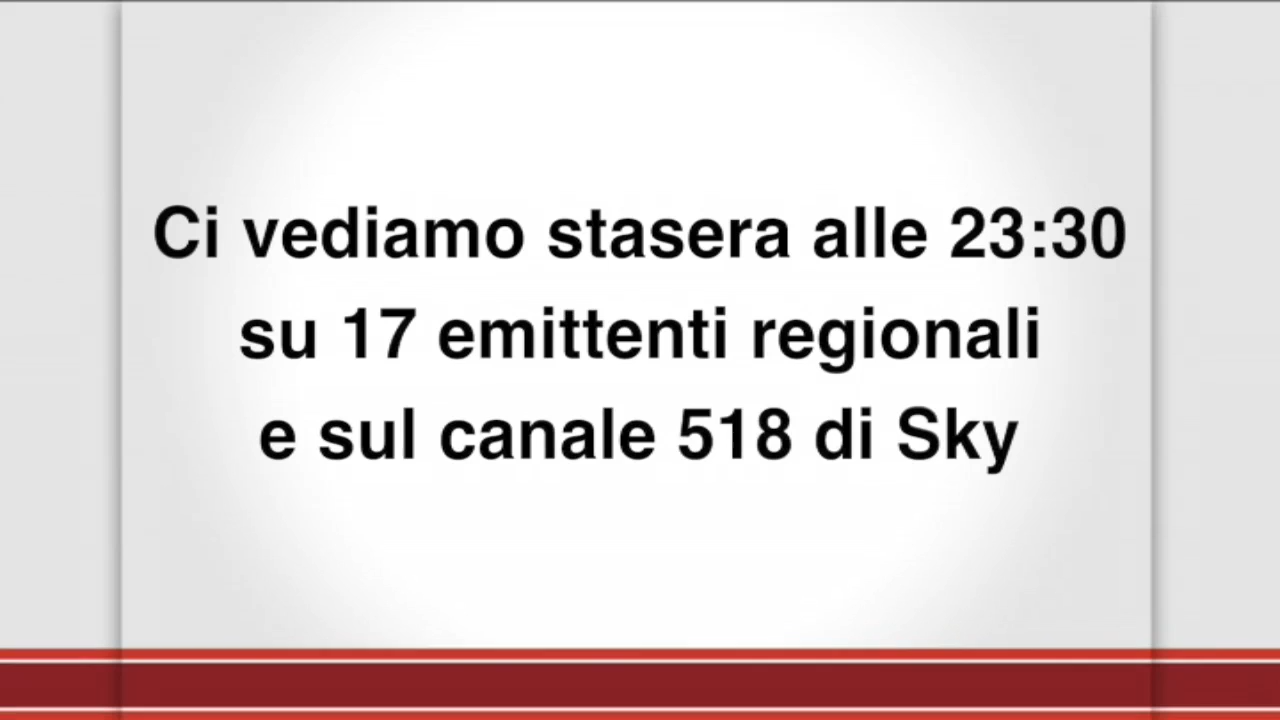 Ci vediamo stasera alle 23:30
su 17 emittenti regionali
e sul canale 518 di Sky